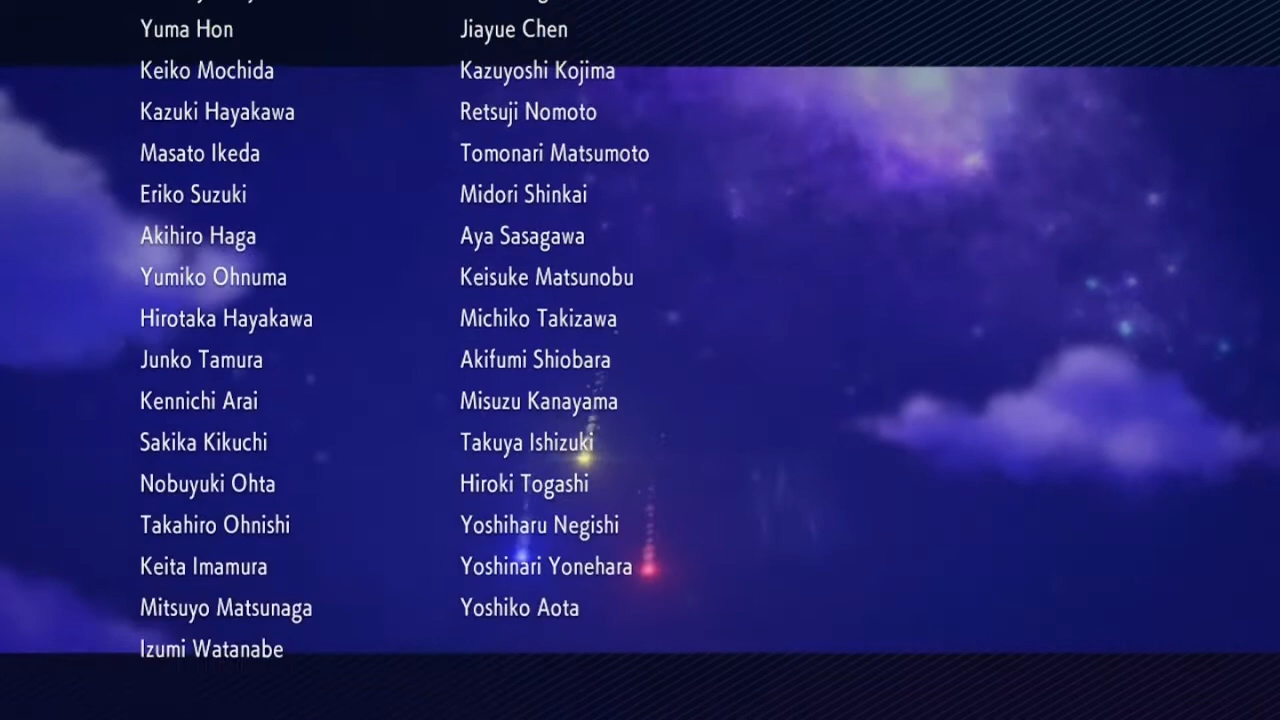 Yuma Hon
Keiko Mochida
Kazuki Hayakawa
Masato Ikeda
Eriko Suzuki
Akihiro Haga
Yumiko Ohnuma
Hirotaka Hayakawa
Junko Tamura
Kennichi Arai
Sakika Kikuchi
Nobuyuki Ohta
Takahiro Ohnishi
Keita Imamura
Mitsuyo Matsunaga
Izumi Watanabe
Jiayue Chen
Kazuyoshi Kojima
Retsuji Nomoto
Tomonari Matsumoto
Midori Shinkai
Aya Sasagawa
Keisuke Matsunobu
Michiko Takizawa
Akifumi Shiobara
Misuzu Kanayama
Takuya Ishizuki
Hiroki Togashi
Yoshiharu Negishi
Yoshinari Yonehara
Yoshiko Aota